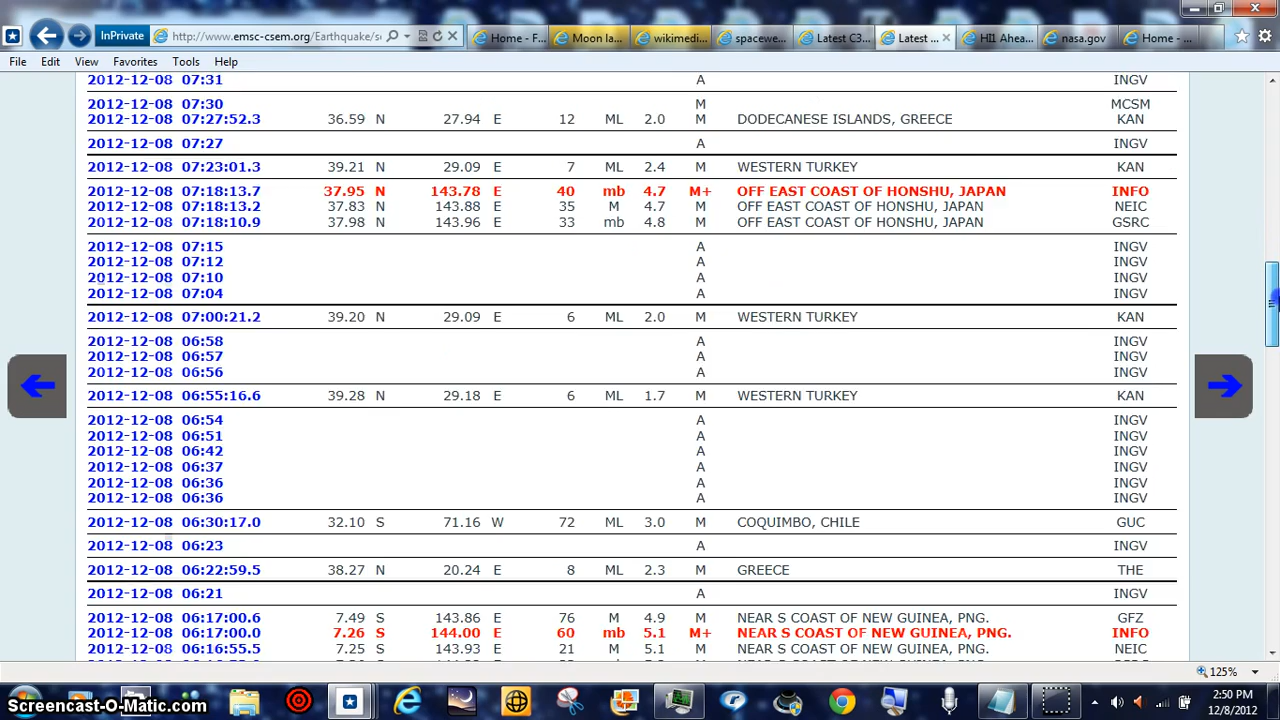 InPrivate http://www.emsc-csem.org/Earthquake/s Home - F... Moon la... wikimedi... spacewe... Latest C3... Latest ... HI1 Ahea... nasa.gov Home - ...
File Edit View Favorites Tools Help
2012-12-08 07:31 A INGV
2012-12-08 07:30 M MCSM
2012-12-08 07:27:52.3 36.59 N 27.94 E 12 ML 2.0 M DODECANESE ISLANDS, GREECE KAN
2012-12-08 07:27 A INGV
2012-12-08 07:23:01.3 39.21 N 29.09 E 7 ML 2.4 M WESTERN TURKEY KAN
2012-12-08 07:18:13.7 37.95 N 143.78 E 40 mb 4.7 M+ OFF EAST COAST OF HONSHU, JAPAN INFO
2012-12-08 07:18:13.2 37.83 N 143.88 E 35 M 4.7 M OFF EAST COAST OF HONSHU, JAPAN NEIC
2012-12-08 07:18:10.9 37.98 N 143.96 E 33 mb 4.8 M OFF EAST COAST OF HONSHU, JAPAN GSRC
2012-12-08 07:15 A INGV
2012-12-08 07:12 A INGV
2012-12-08 07:10 A INGV
2012-12-08 07:04 A INGV
2012-12-08 07:00:21.2 39.20 N 29.09 E 6 ML 2.0 M WESTERN TURKEY KAN
2012-12-08 06:58 A INGV
2012-12-08 06:57 A INGV
2012-12-08 06:56 A INGV
2012-12-08 06:55:16.6 39.28 N 29.18 E 6 ML 1.7 M WESTERN TURKEY KAN
2012-12-08 06:54 A INGV
2012-12-08 06:51 A INGV
2012-12-08 06:42 A INGV
2012-12-08 06:37 A INGV
2012-12-08 06:36 A INGV
2012-12-08 06:36 A INGV
2012-12-08 06:30:17.0 32.10 S 71.16 W 72 ML 3.0 M COQUIMBO, CHILE GUC
2012-12-08 06:23 A INGV
2012-12-08 06:22:59.5 38.27 N 20.24 E 8 ML 2.3 M GREECE THE
2012-12-08 06:21 A INGV
2012-12-08 06:17:00.6 7.49 S 143.86 E 76 M 4.9 M NEAR S COAST OF NEW GUINEA, PNG. GFZ
2012-12-08 06:17:00.0 7.26 S 144.00 E 60 mb 5.1 M+ NEAR S COAST OF NEW GUINEA, PNG. INFO
2012-12-08 06:16:55.5 7.25 S 143.93 E 21 M 5.1 M NEAR S COAST OF NEW GUINEA, PNG. NEIC
125%
Screencast-O-Matic.com 2:50 PM
12/8/2012